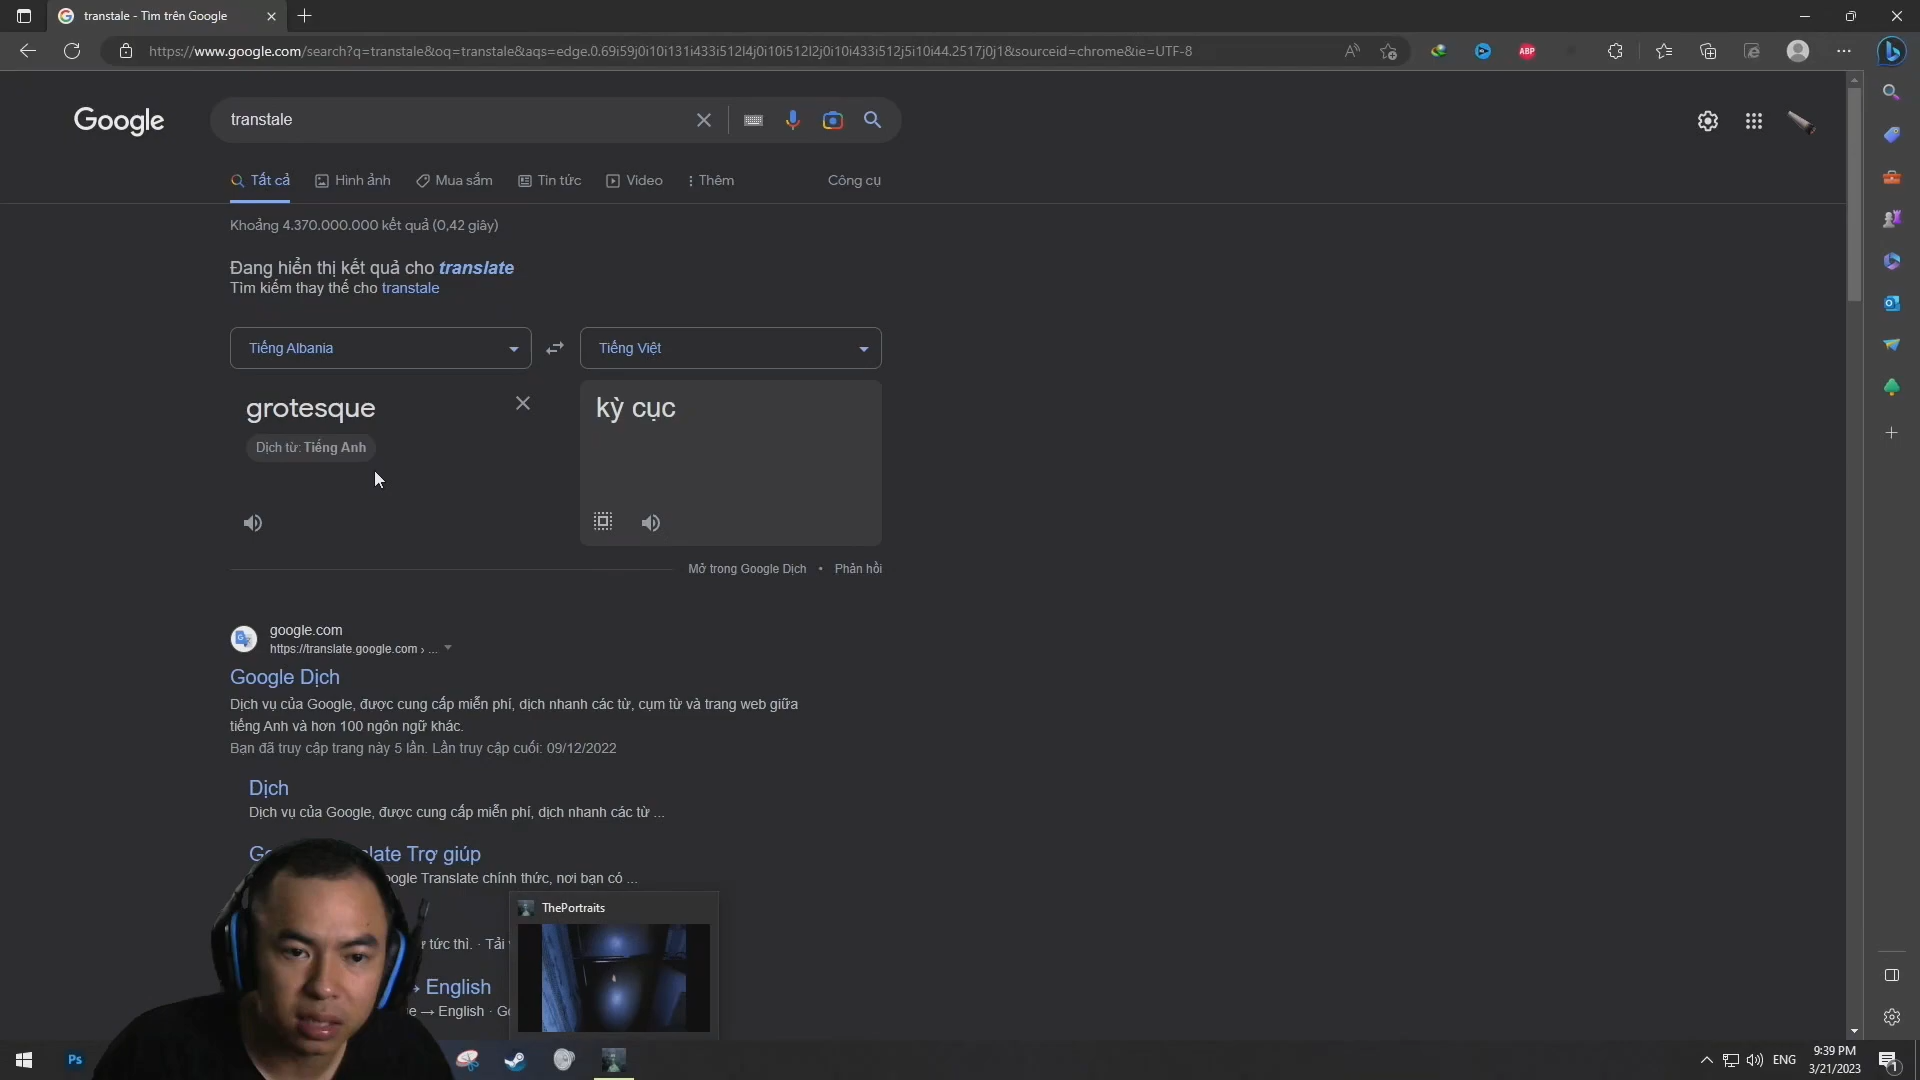 transtale - Tìm trên Google
https://www.google.com/search?q=transtale&oq=transtale&aqs=edge.0.69i59j0i10i131i433i512l4j0i10i512l2j0i10i433i512j5i10i44.2517j0j1&sourceid=chrome&ie=UTF-8
ABP
Google
transtale
Tất cả
Hình ảnh
Mua sắm
Tin tức
Video
Thêm
Công cụ
Khoảng 4.370.000.000 kết quả (0,42 giây)
Đang hiển thị kết quả cho translate
Tìm kiếm thay thế cho transtale
Tiếng Albania
Tiếng Việt
grotesque
kỳ cục
Dịch từ: Tiếng Anh
Mở trong Google Dịch • Phản hồi
google.com
https://translate.google.com › ...
Google Dịch
Dịch vụ của Google, được cung cấp miễn phí, dịch nhanh các từ, cụm từ và trang web giữa
tiếng Anh và hơn 100 ngôn ngữ khác.
Bạn đã truy cập trang này 5 lần. Lần truy cập cuối: 09/12/2022
Dịch
Dịch vụ của Google, được cung cấp miễn phí, dịch nhanh các từ ...
late Trợ giúp
oogle Translate chính thức, nơi bạn có ...
ThePortraits
tức thì. · Tải
→ English
e → English · Go
Ps
ENG
9:39 PM
3/21/2023
1